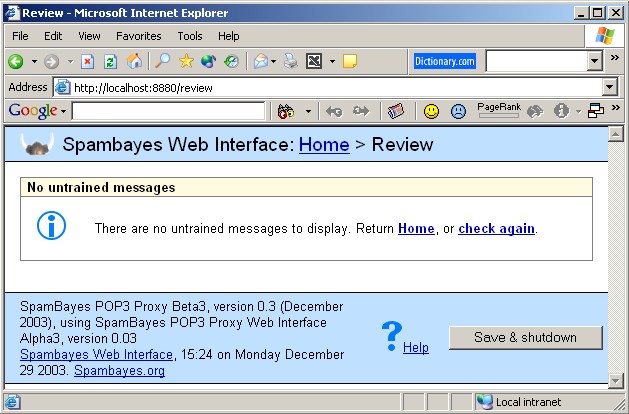 Review - Microsoft Internet Explorer
File Edit View Favorites Tools Help
Dictionary.com
Address http://localhost:8880/review
Google PageRank
Spambayes Web Interface: Home > Review
No untrained messages
There are no untrained messages to display. Return Home, or check again.
SpamBayes POP3 Proxy Beta3, version 0.3 (December
2003), using SpamBayes POP3 Proxy Web Interface
Alpha3, version 0.03
Spambayes Web Interface, 15:24 on Monday December
29 2003. Spambayes.org
? Help
Save & shutdown
Local intranet